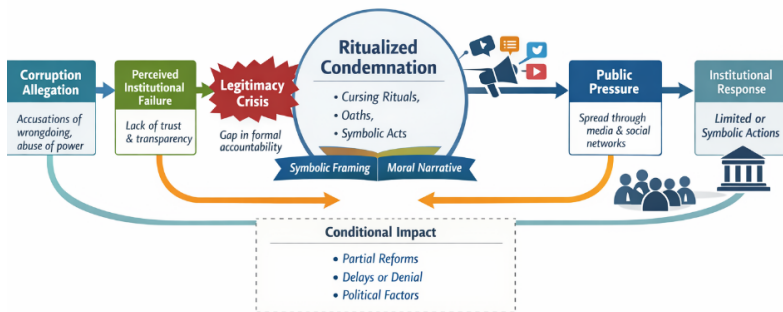 Corruption
Allegation
Accusations of
wrongdoing,
abuse of power
Perceived
Institutional
Failure
Lack of trust
& transparency
Legitimacy
Crisis
Gap in formal
accountability
Ritualized
Condemnation
• Cursing Rituals,
• Oaths,
• Symbolic Acts
Symbolic Framing
Moral Narrative
Public
Pressure
Spread through
media & social
networks
Institutional
Response
Limited or
Symbolic Actions
Conditional Impact
• Partial Reforms
• Delays or Denial
• Political Factors